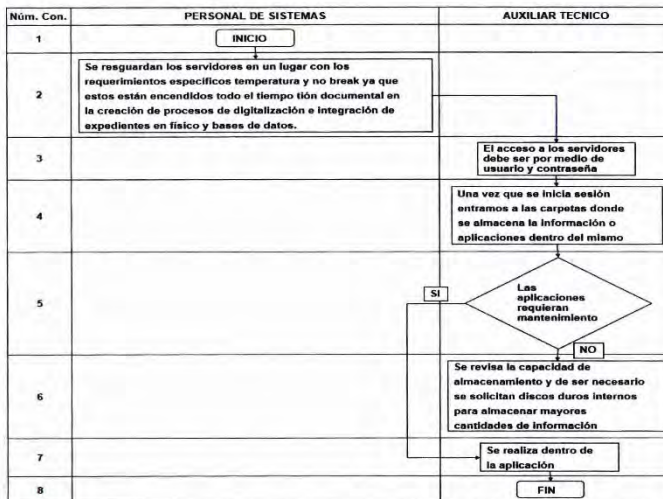 Núm. Con. PERSONAL DE SISTEMAS AUXILIAR TECNICO
1 INICIO
2
Se resguardan los servidores en un lugar con los
requerimientos específicos temperatura y no break ya que
estos están encendidos todo el tiempo tión documental en
la creación de procesos de digitalización e integración de
expedientes en físico y bases de datos.
3
El acceso a los servidores
debe ser por medio de
usuario y contraseña
4
Una vez que se inicia sesión
entramos a las carpetas donde
se almacena la información o
aplicaciones dentro del mismo
5
SI
Las
aplicaciones
requieran
mantenimiento
NO
6
Se revisa la capacidad de
almacenamiento y de ser necesario
se solicitan discos duros internos
para almacenar mayores
cantidades de información
7
Se realiza dentro de
la aplicación
8 FIN